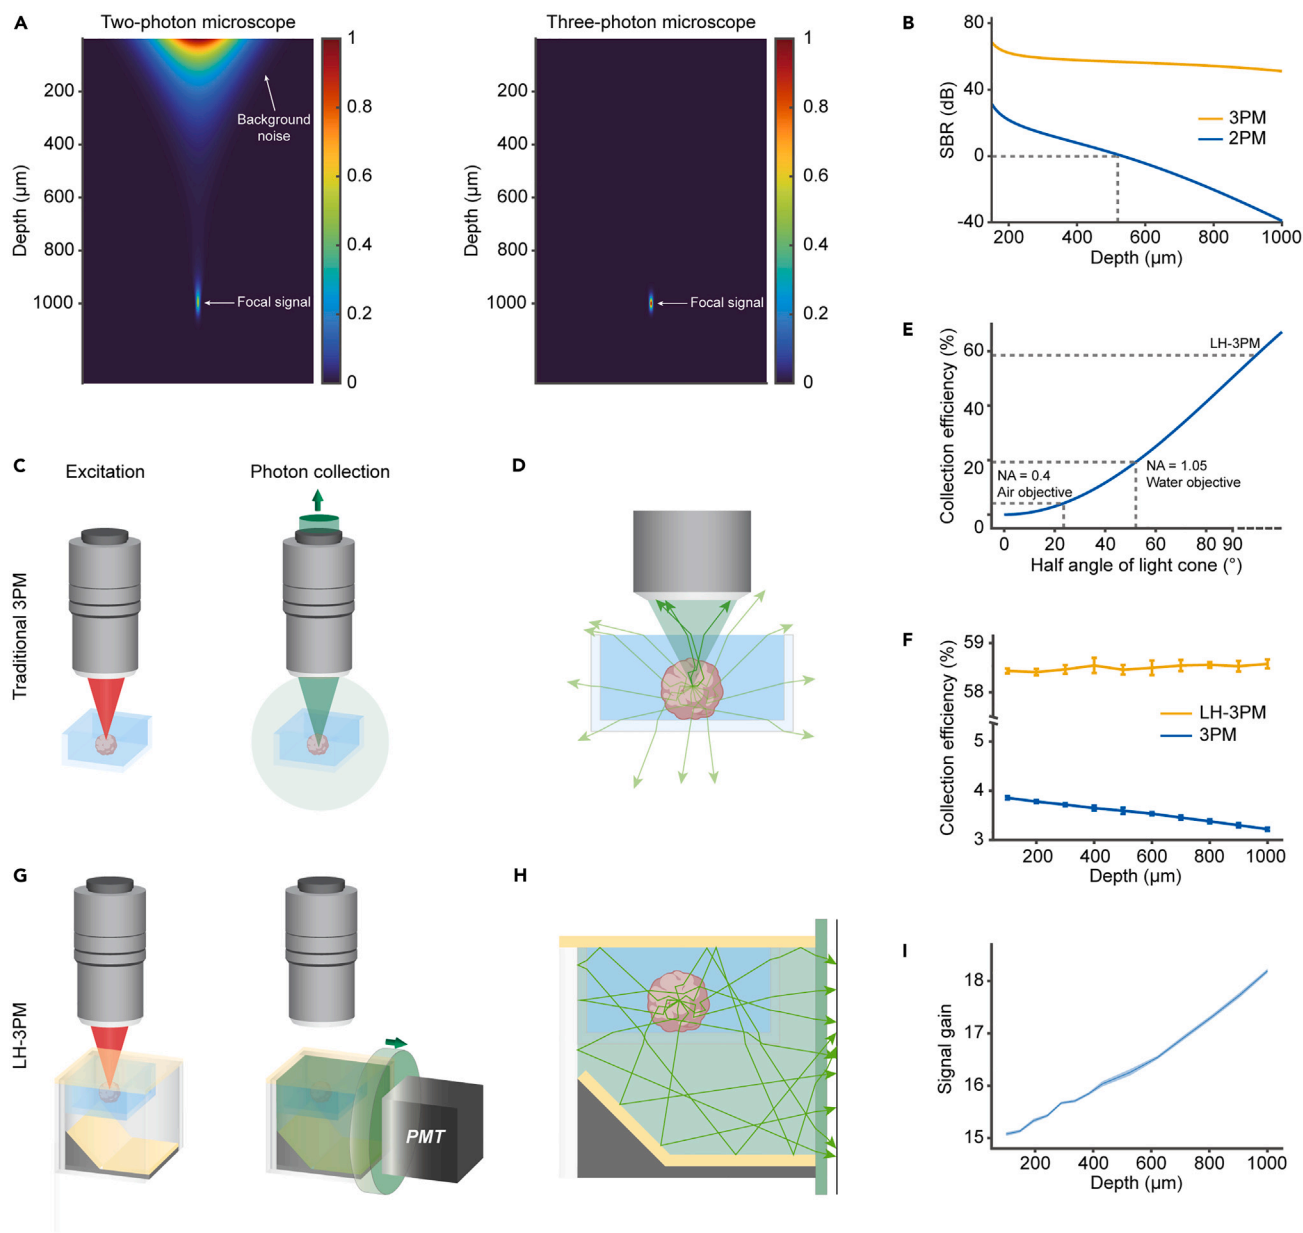 A
Two-photon microscope
Depth (μm)
200
400
600
800
1000
Background
noise
Focal signal
1
0.8
0.6
0.4
0.2
0
Three-photon microscope
Depth (μm)
200
400
600
800
1000
Focal signal
1
0.8
0.6
0.4
0.2
0
B
SBR (dB)
80
40
0
-40
3PM
2PM
200 400 600 800 1000
Depth (μm)
C
Excitation
Photon collection
Traditional 3PM
D
E
Collection efficiency (%)
60
40
20
0
LH-3PM
NA = 0.4
Air objective
NA = 1.05
Water objective
0 20 40 60 80 90
Half angle of light cone (°)
F
Collection efficiency (%)
59
58
5
4
3
LH-3PM
3PM
200 400 600 800 1000
Depth (μm)
G
LH-3PM
PMT
H
I
Signal gain
18
17
16
15
200 400 600 800 1000
Depth (μm)